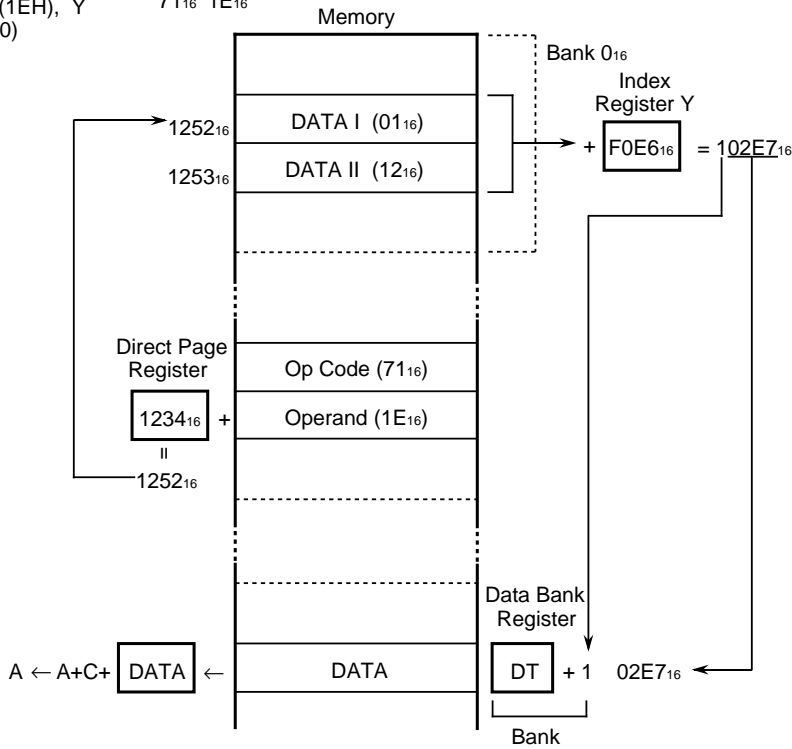 (1EH), Y 71₁₆ 1E₁₆
0)
Memory
Bank 0₁₆
Index
Register Y
1252₁₆ DATA I (01₁₆) + F0E6₁₆ = 102E7₁₆
1253₁₆ DATA II (12₁₆)
Direct Page
Register
Op Code (71₁₆)
1234₁₆ + Operand (1E₁₆)
=
1252₁₆
Data Bank
Register
A ← A+C+ DATA ← DATA DT + 1 02E7₁₆
Bank